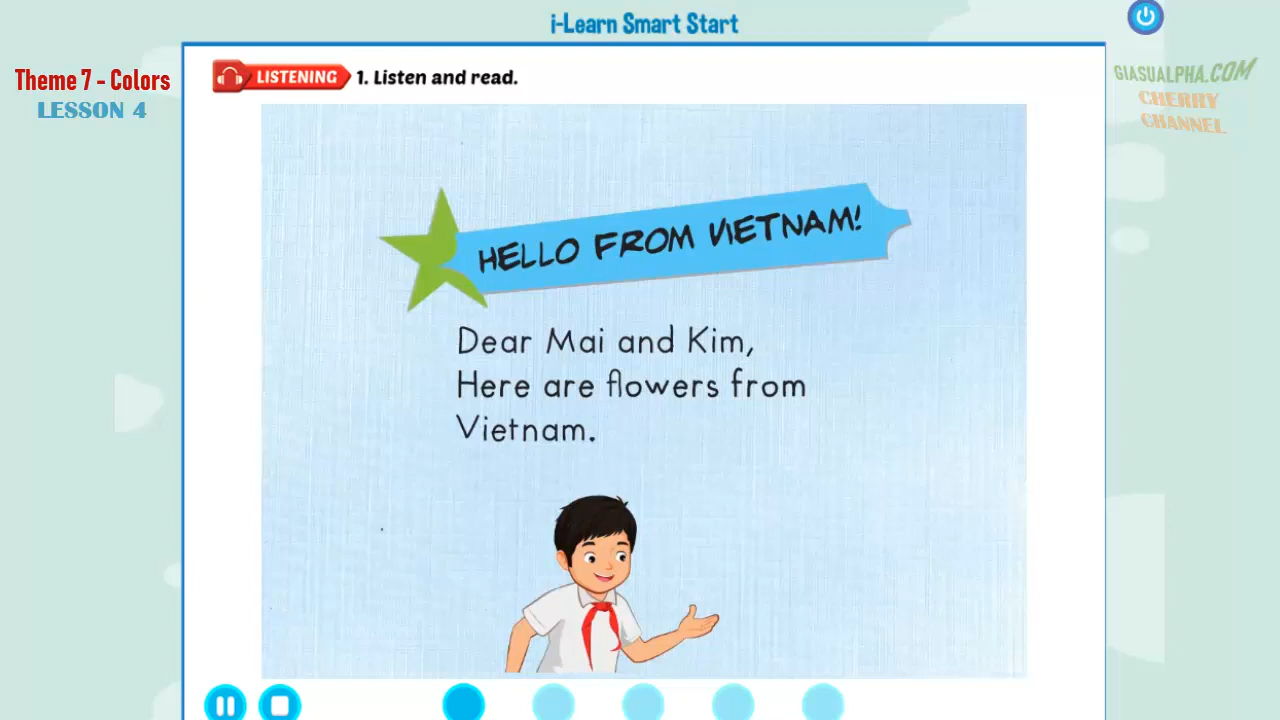 i-Learn Smart Start
Theme 7 - Colors
LESSON 4
GIASUALPHA.COM
CHERRY
CHANNEL
LISTENING 1. Listen and read.
HELLO FROM VIETNAM!
Dear Mai and Kim,
Here are flowers from
Vietnam.